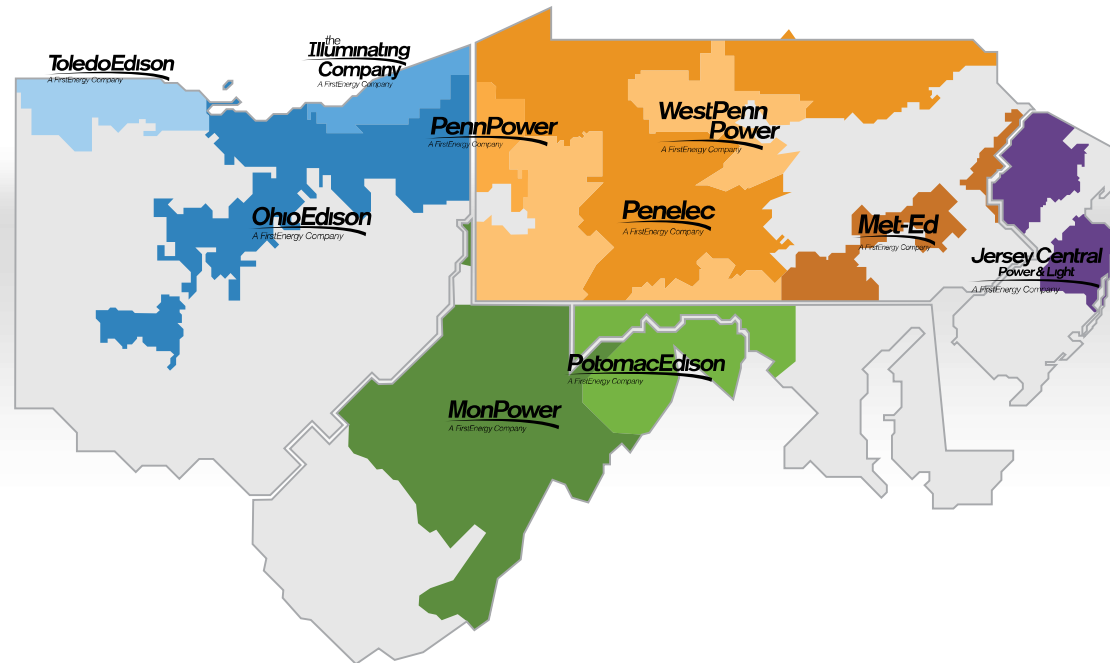 ToledoEdison
A FirstEnergy Company
the
Illuminating
Company
A FirstEnergy Company
PennPower
A FirstEnergy Company
WestPenn
Power
A FirstEnergy Company
OhioEdison
A FirstEnergy Company
Penelec
A FirstEnergy Company
Met-Ed
A FirstEnergy Company
Jersey Central
Power & Light
A FirstEnergy Company
PotomacEdison
A FirstEnergy Company
MonPower
A FirstEnergy Company